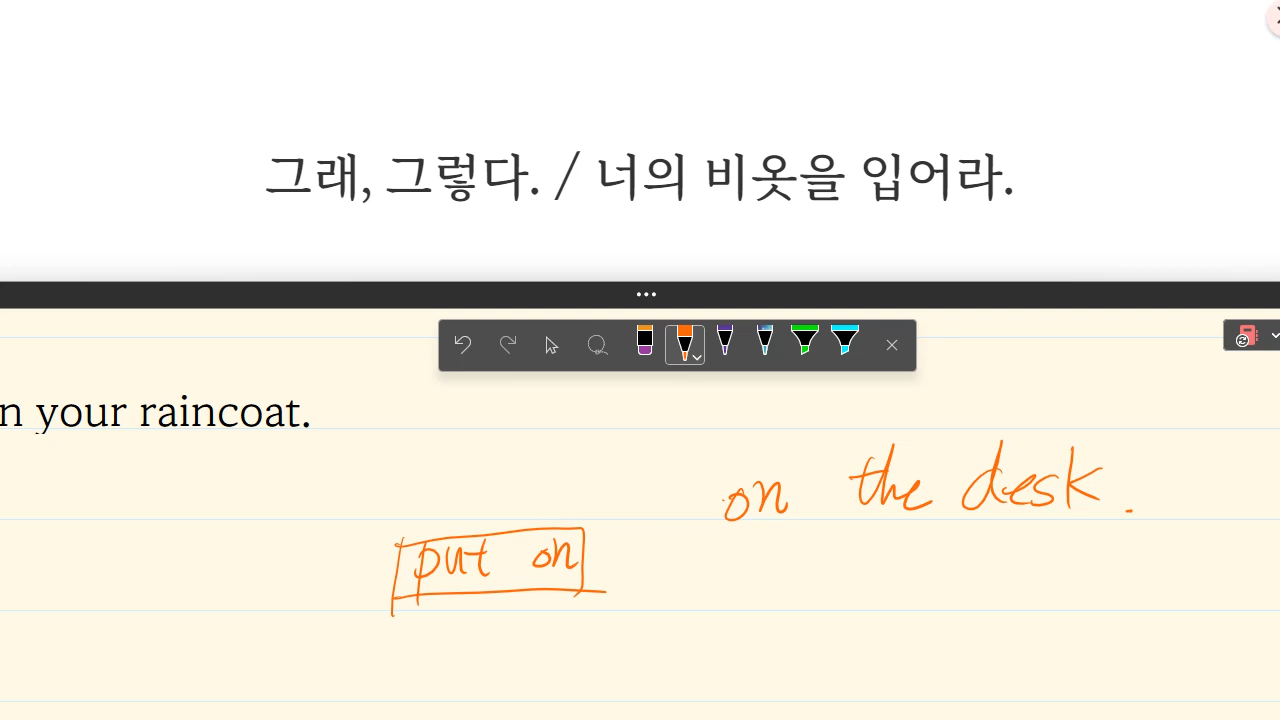 그래, 그렇다. / 너의 비옷을 입어라.
n your raincoat.
on the desk.
put on